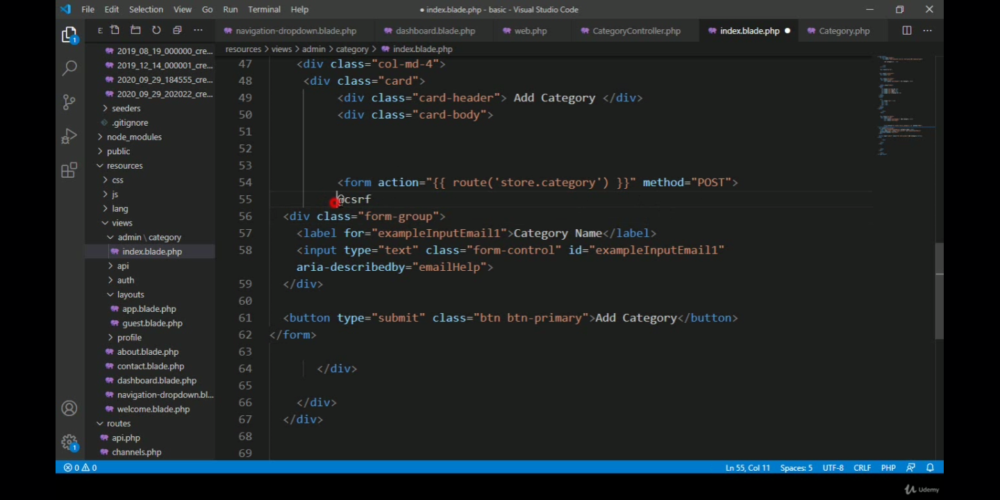 File Edit Selection View Go Run Terminal Help
● index.blade.php - basic - Visual Studio Code
E
navigation-dropdown.blade.php dashboard.blade.php web.php CategoryController.php index.blade.php Category.php
resources > views > admin > category > index.blade.php
2019_08_19_000000_cre...
2019_12_14_000001_cre...
2020_09_29_184555_cre...
2020_09_29_202022_cre...
seeders
.gitignore
node_modules
public
resources
css
js
lang
views
admin \ category
index.blade.php
api
auth
layouts
app.blade.php
guest.blade.php
profile
about.blade.php
contact.blade.php
dashboard.blade.php
navigation-dropdown.bl...
welcome.blade.php
routes
api.php
channels.php
1
1
47 <div class="col-md-4">
48 <div class="card">
49 <div class="card-header"> Add Category </div>
50 <div class="card-body">
51
52
53
54 <form action="{{ route('store.category') }}" method="POST">
55 @csrf
56 <div class="form-group">
57 <label for="exampleInputEmail1">Category Name</label>
58 <input type="text" class="form-control" id="exampleInputEmail1"
aria-describedby="emailHelp">
59 </div>
60
61 <button type="submit" class="btn btn-primary">Add Category</button>
62 </form>
63
64 </div>
65
66 </div>
67 </div>
68
69
0 0 Ln 55, Col 11 Spaces: 5 UTF-8 CRLF PHP
Udemy